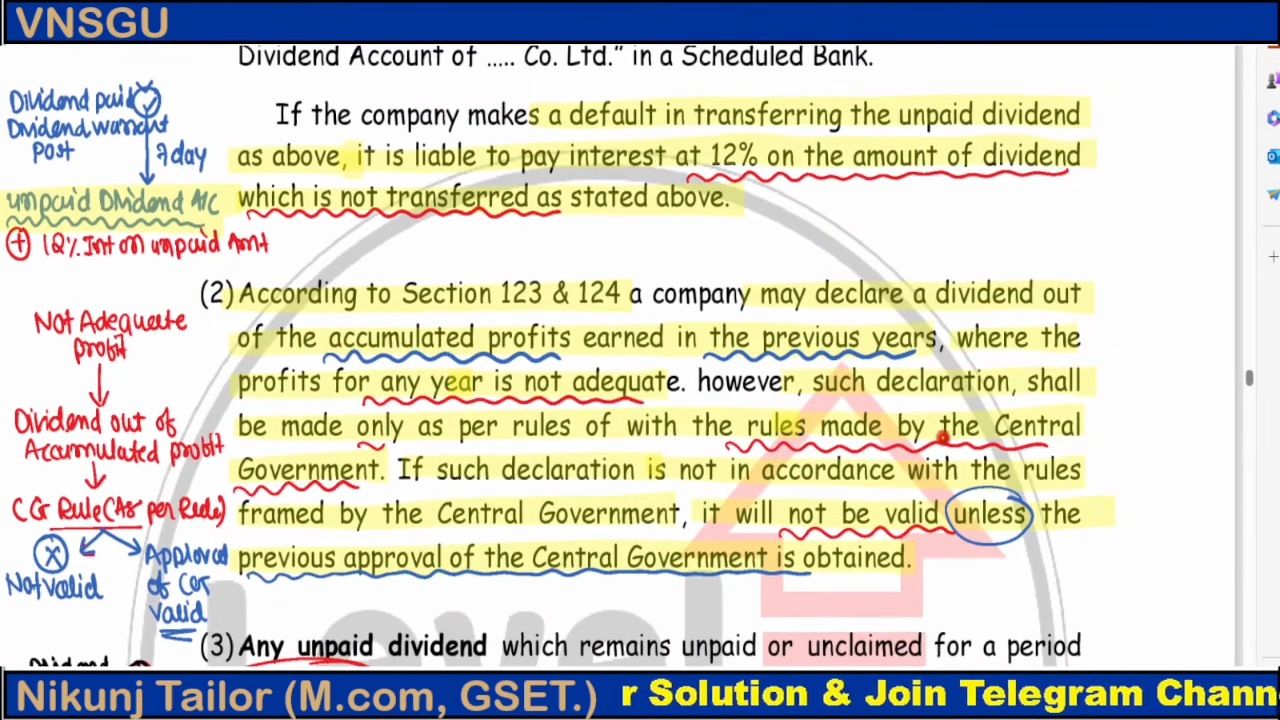 VNSGU
Dividend Account of ..... Co. Ltd." in a Scheduled Bank.
If the company makes a default in transferring the unpaid dividend
as above, it is liable to pay interest at 12% on the amount of dividend
which is not transferred as stated above.
(2) According to Section 123 & 124 a company may declare a dividend out
of the accumulated profits earned in the previous years, where the
profits for any year is not adequate. however, such declaration, shall
be made only as per rules of with the rules made by the Central
Government. If such declaration is not in accordance with the rules
framed by the Central Government, it will not be valid unless the
previous approval of the Central Government is obtained.
(3) Any unpaid dividend which remains unpaid or unclaimed for a period
Dividend paid
Dividend warrant
Post
7 day
unpaid Dividend A/C
+ 12% Int on unpaid Amt
Not Adequate
profit
Dividend out of
Accumulated profit
CG Rule (As per Rule)
X
Not valid
Approval
of CG
valid
Level
Nikunj Tailor (M.com, GSET.)
r Solution & Join Telegram Chann